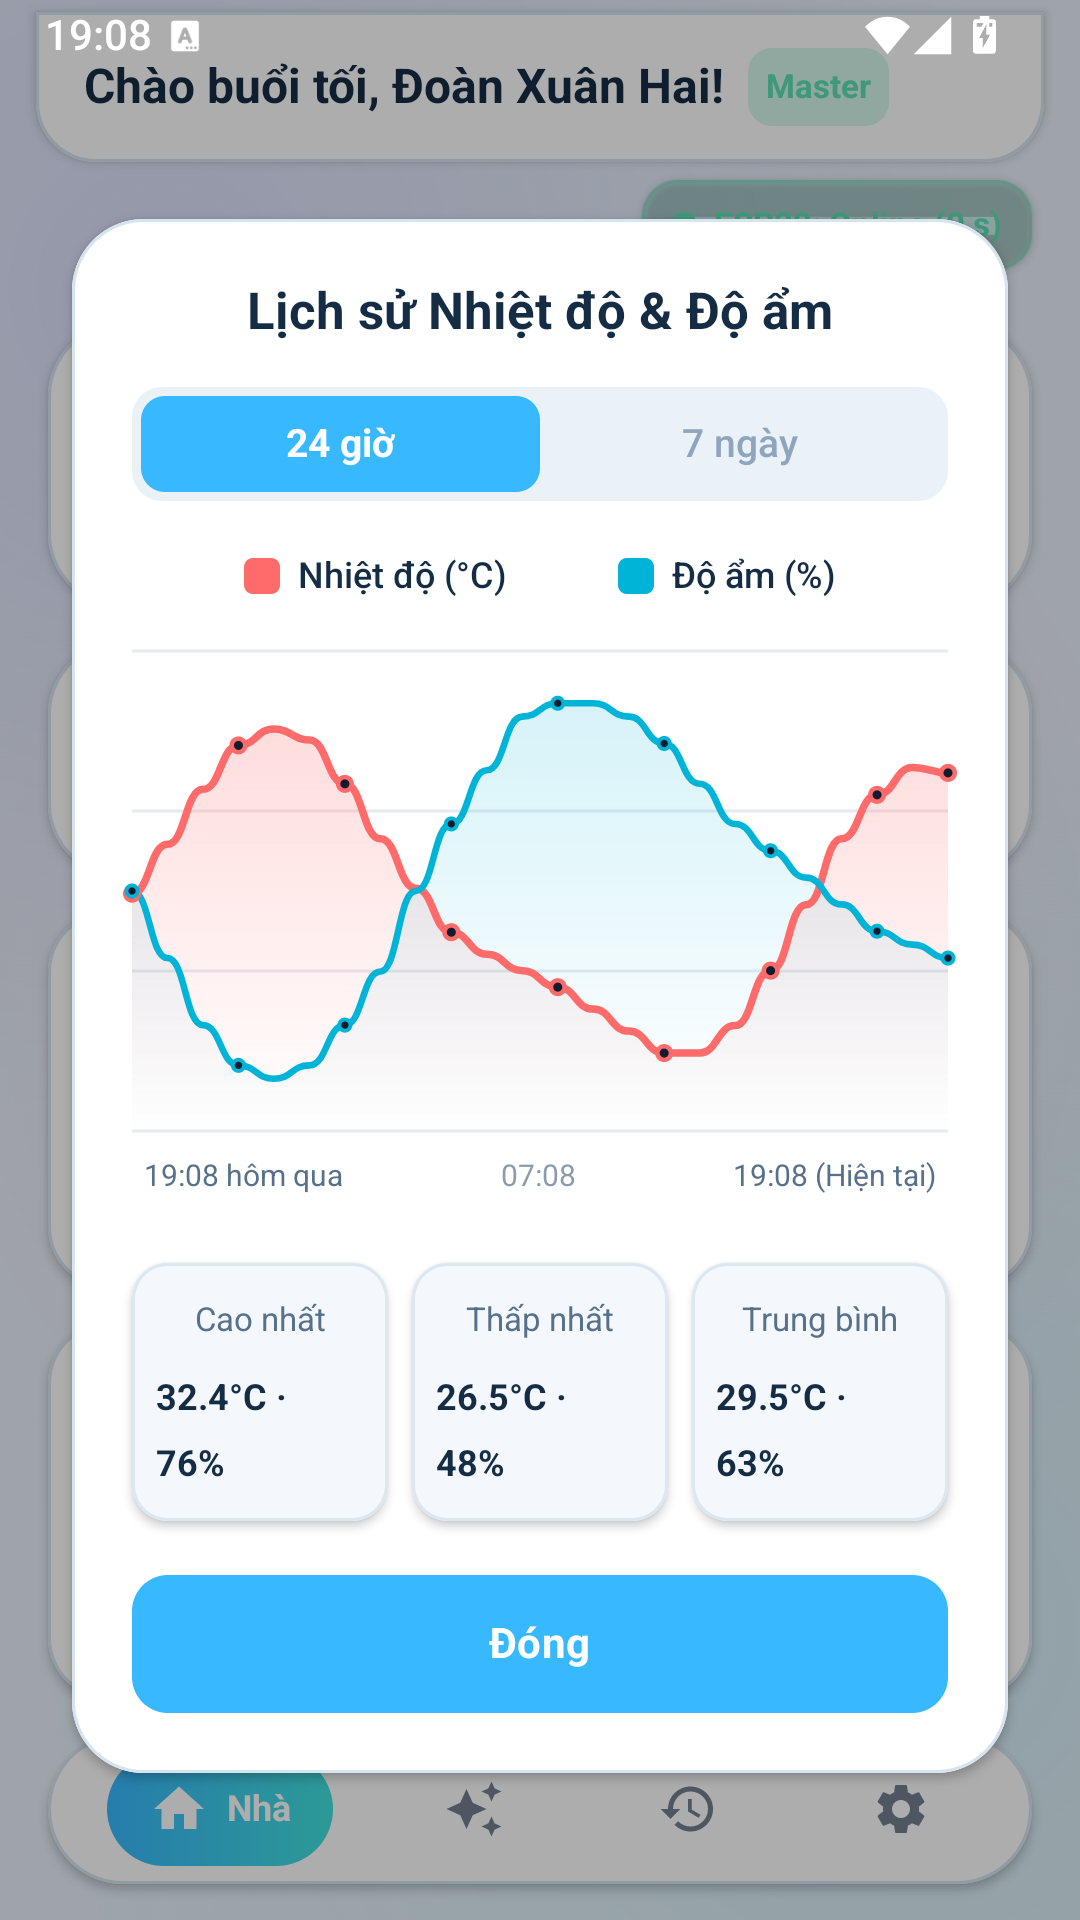 19:08
Chào buổi tối, Đoàn Xuân Hai! Master
Lịch sử Nhiệt độ & Độ ẩm
24 giờ 7 ngày
Nhiệt độ (°C) Độ ẩm (%)
19:08 hôm qua 07:08 19:08 (Hiện tại)
Cao nhất Thấp nhất Trung bình
32.4°C · 26.5°C · 29.5°C ·
76% 48% 63%
Đóng
Nhà